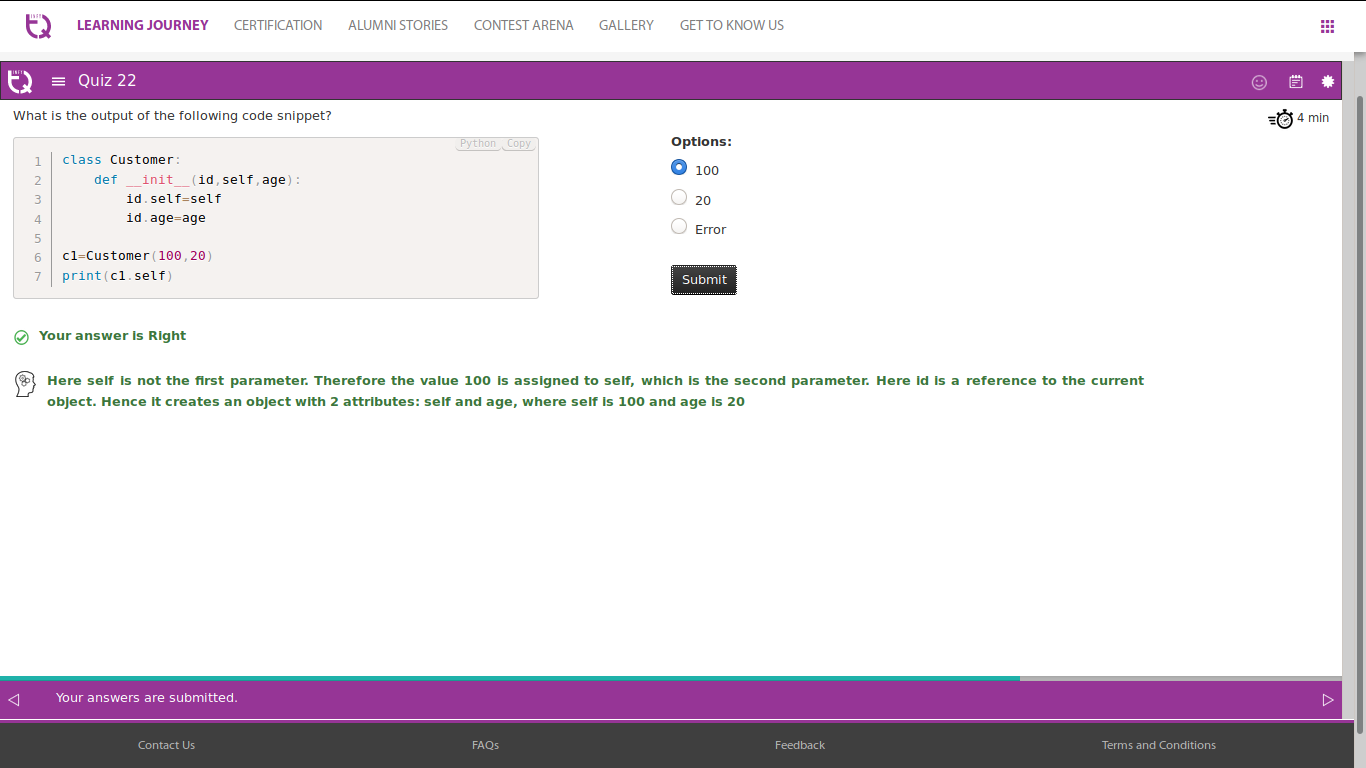 LEARNING JOURNEY CERTIFICATION ALUMNI STORIES CONTEST ARENA GALLERY GET TO KNOW US
Quiz 22
What is the output of the following code snippet?
4 min
Python Copy
1 class Customer:
2     def __init__(id,self,age):
3         id.self=self
4         id.age=age
5
6 c1=Customer(100,20)
7 print(c1.self)
Options:
100
20
Error
Submit
Your answer is Right
Here self is not the first parameter. Therefore the value 100 is assigned to self, which is the second parameter. Here id is a reference to the current
object. Hence it creates an object with 2 attributes: self and age, where self is 100 and age is 20
Your answers are submitted.
Contact Us FAQs Feedback Terms and Conditions